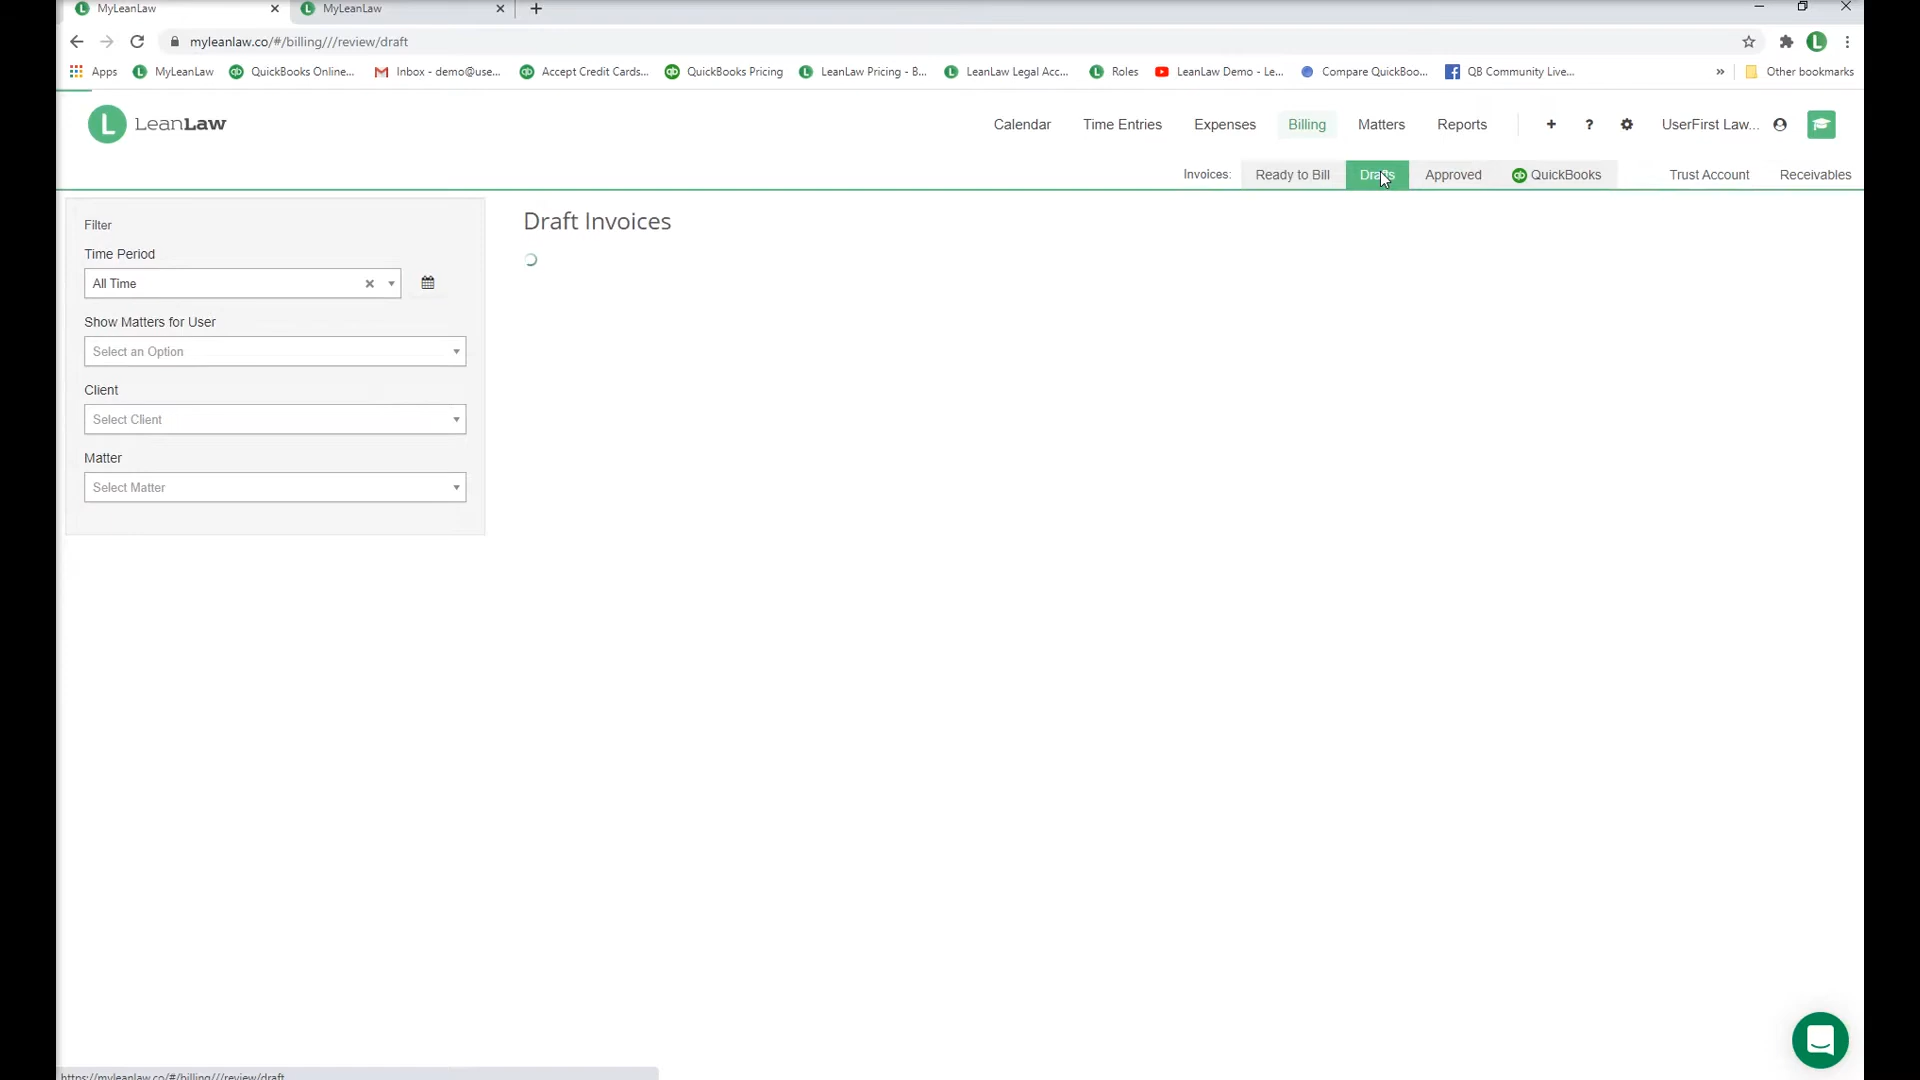 MyLeanLaw
MyLeanLaw
myleanlaw.co/#/billing///review/draft
Apps
MyLeanLaw
QuickBooks Online...
Inbox - demo@use...
Accept Credit Cards...
QuickBooks Pricing
LeanLaw Pricing - B...
LeanLaw Legal Acc...
Roles
LeanLaw Demo - Le...
Compare QuickBoo...
QB Community Live...
»
Other bookmarks
L LeanLaw
Calendar
Time Entries
Expenses
Billing
Matters
Reports
+
?
UserFirst Law...
Invoices:
Ready to Bill
Drafts
Approved
QuickBooks
Trust Account
Receivables
Filter
Time Period
All Time
Show Matters for User
Select an Option
Client
Select Client
Matter
Select Matter
Draft Invoices
https://myleanlaw.co/#/billing///review/draft